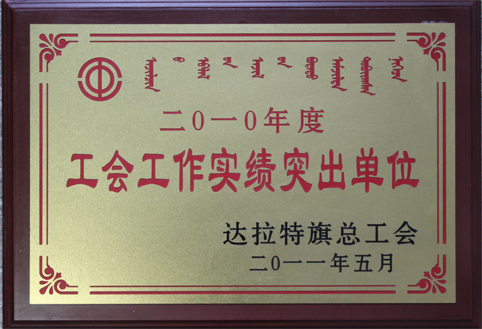 二0一0年度
工会工作实绩突出单位
达拉特旗总工会
二0一一年五月